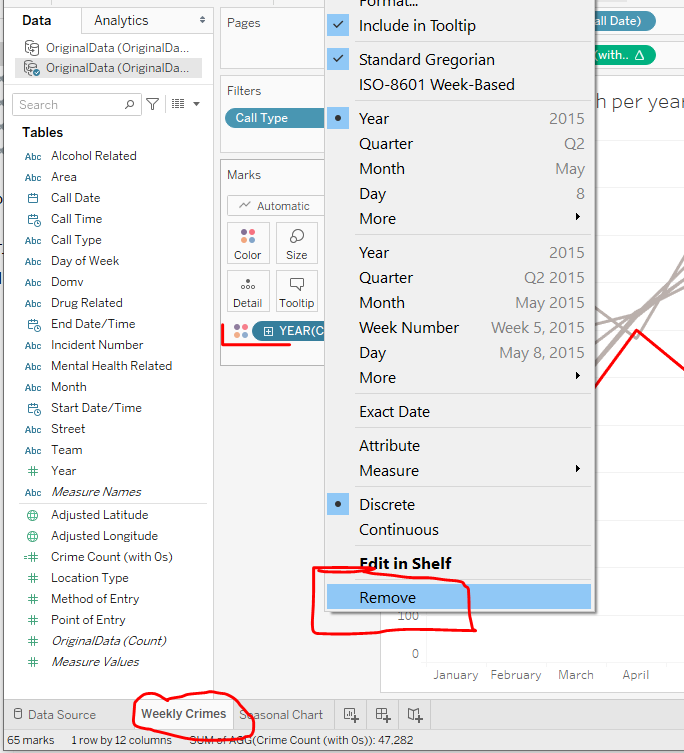 Data
Analytics
OriginalData (OriginalDa...
OriginalData (OriginalDa...
Search
Tables
Abc Alcohol Related
Abc Area
Call Date
Call Time
Abc Call Type
Abc Day of Week
Abc Domv
Abc Drug Related
End Date/Time
Abc Incident Number
Abc Mental Health Related
Abc Month
Start Date/Time
Abc Street
Abc Team
# Year
Abc Measure Names
Adjusted Latitude
Adjusted Longitude
=# Crime Count (with 0s)
# Location Type
# Method of Entry
# Point of Entry
# OriginalData (Count)
# Measure Values
Pages
Filters
Call Type
Marks
Automatic
Color
Size
Detail
Tooltip
YEAR(C
Format...
Include in Tooltip
Standard Gregorian
ISO-8601 Week-Based
Year 2015
Quarter Q2
Month May
Day 8
More
Year 2015
Quarter Q2 2015
Month May 2015
Week Number Week 5, 2015
Day May 8, 2015
More
Exact Date
Attribute
Measure
Discrete
Continuous
Edit in Shelf
Remove
all Date)
(with.. Δ
h per year
100
0
January February March April
Data Source
Weekly Crimes
Seasonal Chart
65 marks
1 row by 12 columns
SUM of AGG(Crime Count (with 0s)): 47,282